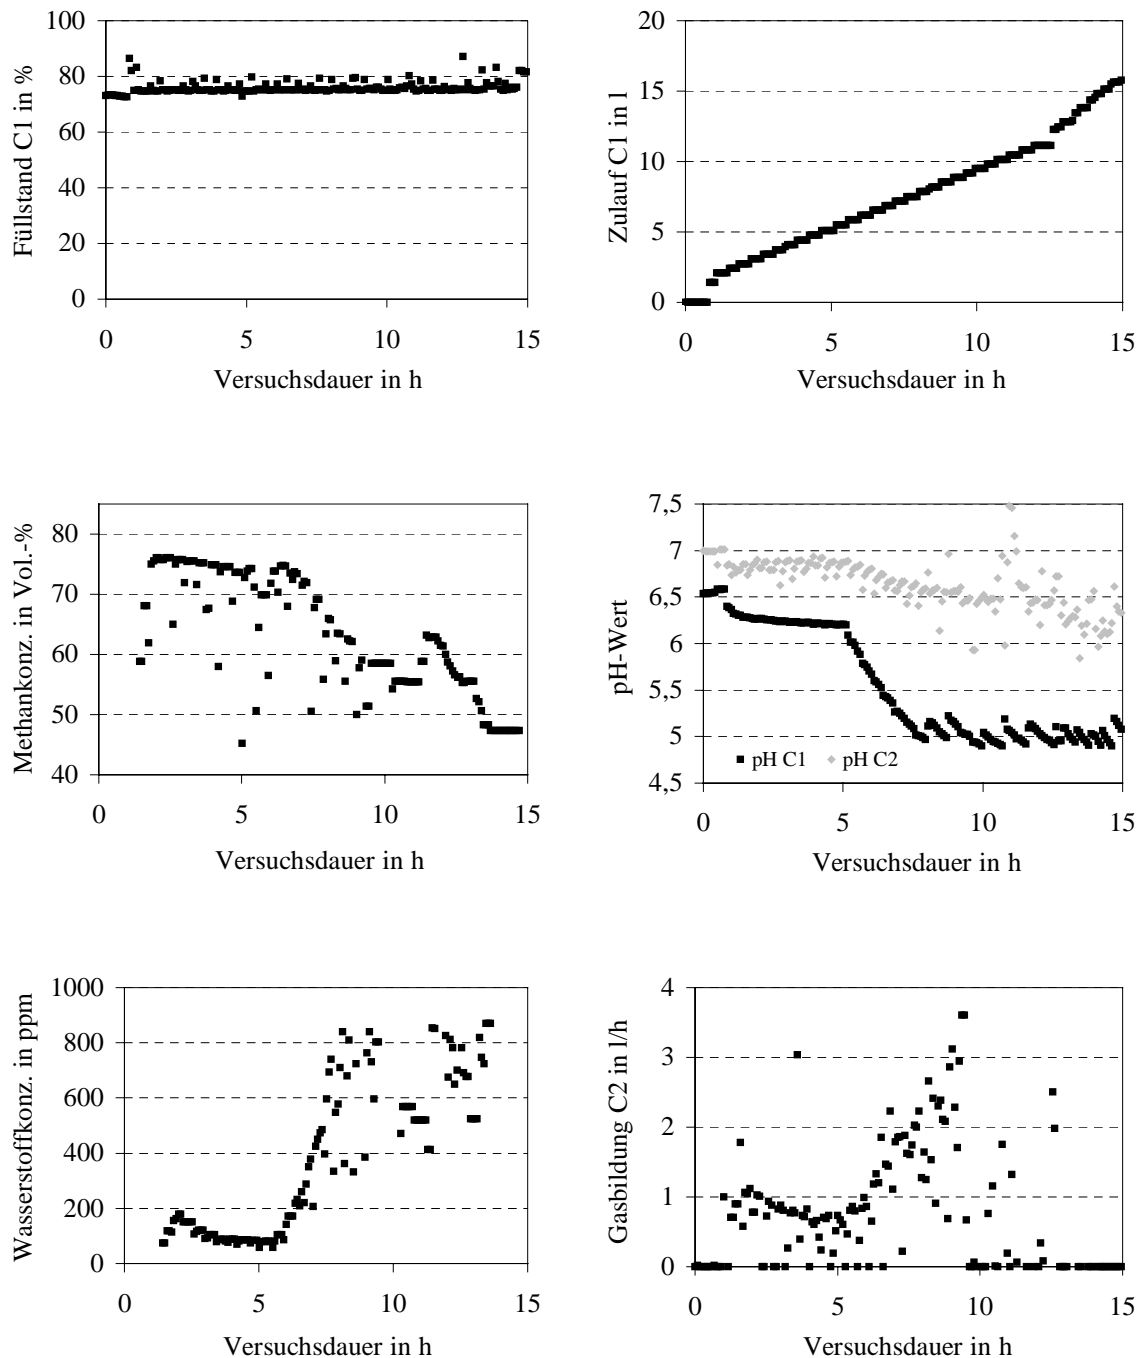 100
80
60
40
20
0
Füllstand C1 in %
0 5 10 15
Versuchsdauer in h
20
15
10
5
0
Zulauf C1 in l
0 5 10 15
Versuchsdauer in h
80
70
60
50
40
Methankonz. in Vol.-%
0 5 10 15
Versuchsdauer in h
7,5
7
6,5
6
5,5
5
4,5
pH-Wert
pH C1 pH C2
0 5 10 15
Versuchsdauer in h
1000
800
600
400
200
0
Wasserstoffkonz. in ppm
0 5 10 15
Versuchsdauer in h
4
3
2
1
0
Gasbildung C2 in l/h
0 5 10 15
Versuchsdauer in h